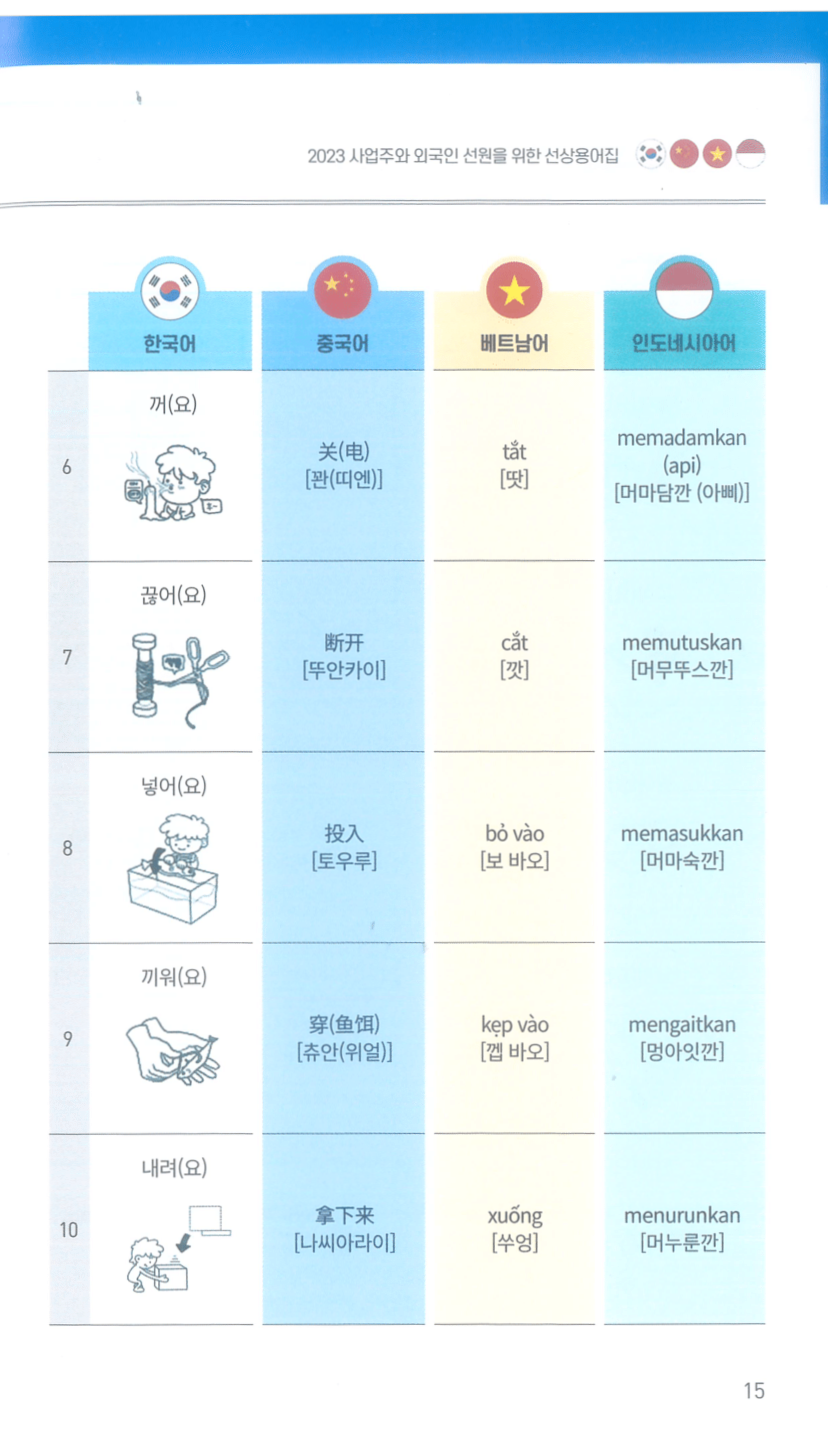 2023 사업주와 외국인 선원을 위한 선상용어집
한국어
중국어
베트남어
인도네시아어
6
꺼(요)
关(电)
[꽌(띠엔)]
tắt
[땃]
memadamkan
(api)
[머마담깐 (아삐)]
7
끊어(요)
断开
[뚜안카이]
cắt
[깟]
memutuskan
[머무뚜스깐]
8
넣어(요)
投入
[토우루]
bỏ vào
[보 바오]
memasukkan
[머마숙깐]
9
끼워(요)
穿(鱼饵)
[츄안(위얼)]
kẹp vào
[껩 바오]
mengaitkan
[멍아잇깐]
10
내려(요)
拿下来
[나씨아라이]
xuống
[쑤엉]
menurunkan
[머누룬깐]
15